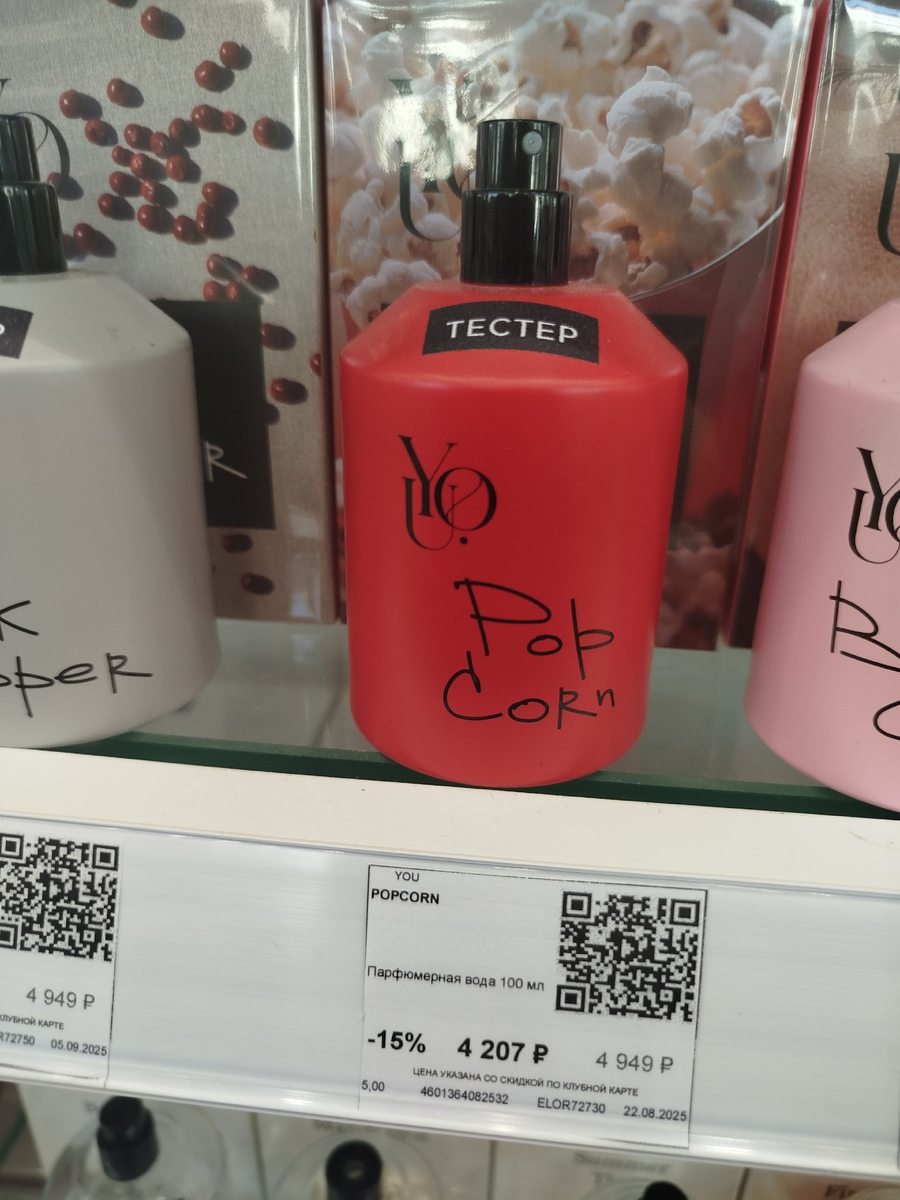 ТЕСТЕР
YOU.
Pop
CoRn
R
K
pper
YOU
POPCORN
Парфюмерная вода 100 мл
-15% 4 207 ₽ 4 949 ₽
ЦЕНА УКАЗАНА СО СКИДКОЙ ПО КЛУБНОЙ КАРТЕ
5,00 4601364082532 ELOR72730 22.08.2025
4 949 ₽
КЛУБНОЙ КАРТЕ
R72750 05.09.2025